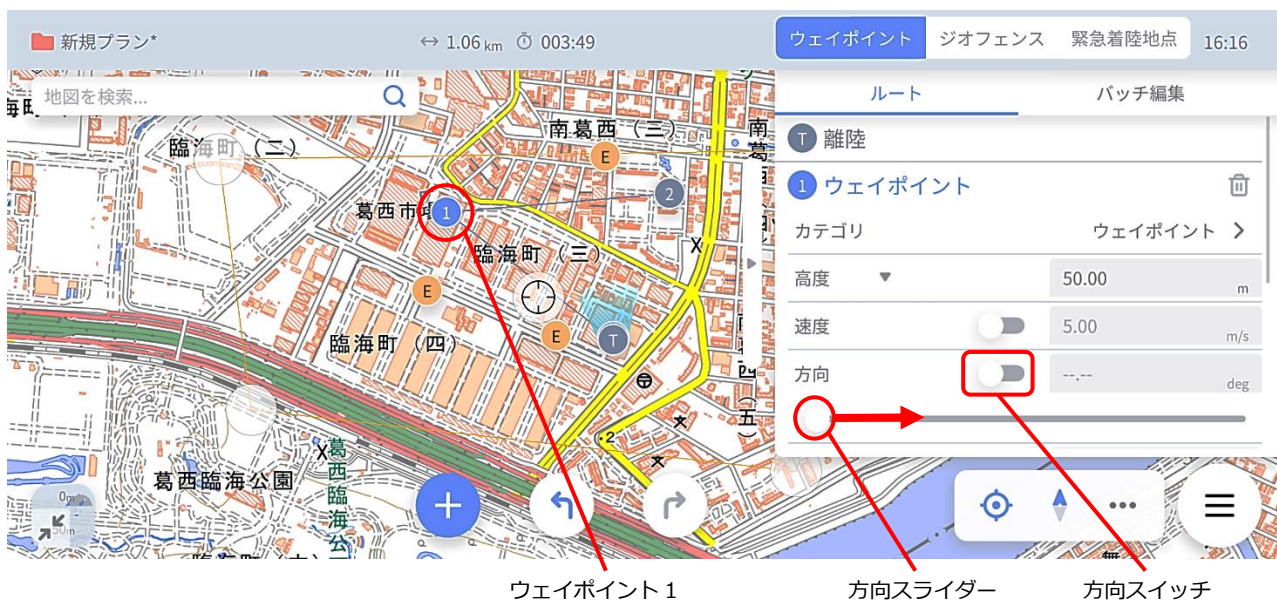 新規プラン*
↔ 1.06 km ⏱ 003:49
ウェイポイント ジオフェンス 緊急着陸地点 16:16
地図を検索...
ルート バッチ編集
T 離陸
1 ウェイポイント
カテゴリ ウェイポイント >
高度 ▼ 50.00 m
速度 5.00 m/s
方向 --.-- deg
臨海町(二)
南葛西(三)
E
2
1
臨海町(三)
E
E
T
臨海町(四)
葛西臨海公園
葛西臨海公
0m
50m
ウェイポイント 1 方向スライダー 方向スイッチ